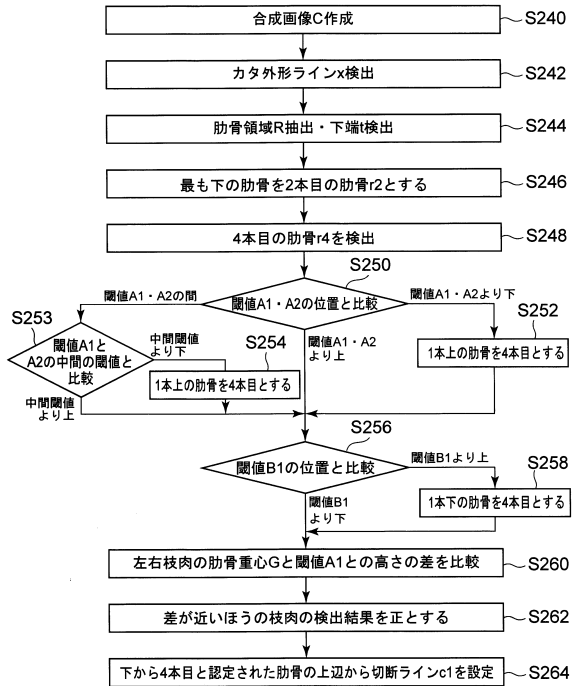 合成画像C作成
S240
カタ外形ラインx検出
S242
肋骨領域R抽出・下端t検出
S244
最も下の肋骨を2本目の肋骨r2とする
S246
4本目の肋骨r4を検出
S248
S250
閾値A1・A2の位置と比較
閾値A1・A2の間
閾値A1・A2より下
閾値A1・A2
より上
S252
1本上の肋骨を4本目とする
S253
閾値A1と
A2の中間の閾値と
比較
中間閾値
より下
S254
1本上の肋骨を4本目とする
中間閾値
より上
S256
閾値B1の位置と比較
閾値B1より上
S258
1本下の肋骨を4本目とする
閾値B1
より下
左右枝肉の肋骨重心Gと閾値A1との高さの差を比較
S260
差が近いほうの枝肉の検出結果を正とする
S262
下から4本目と認定された肋骨の上辺から切断ラインc1を設定
S264